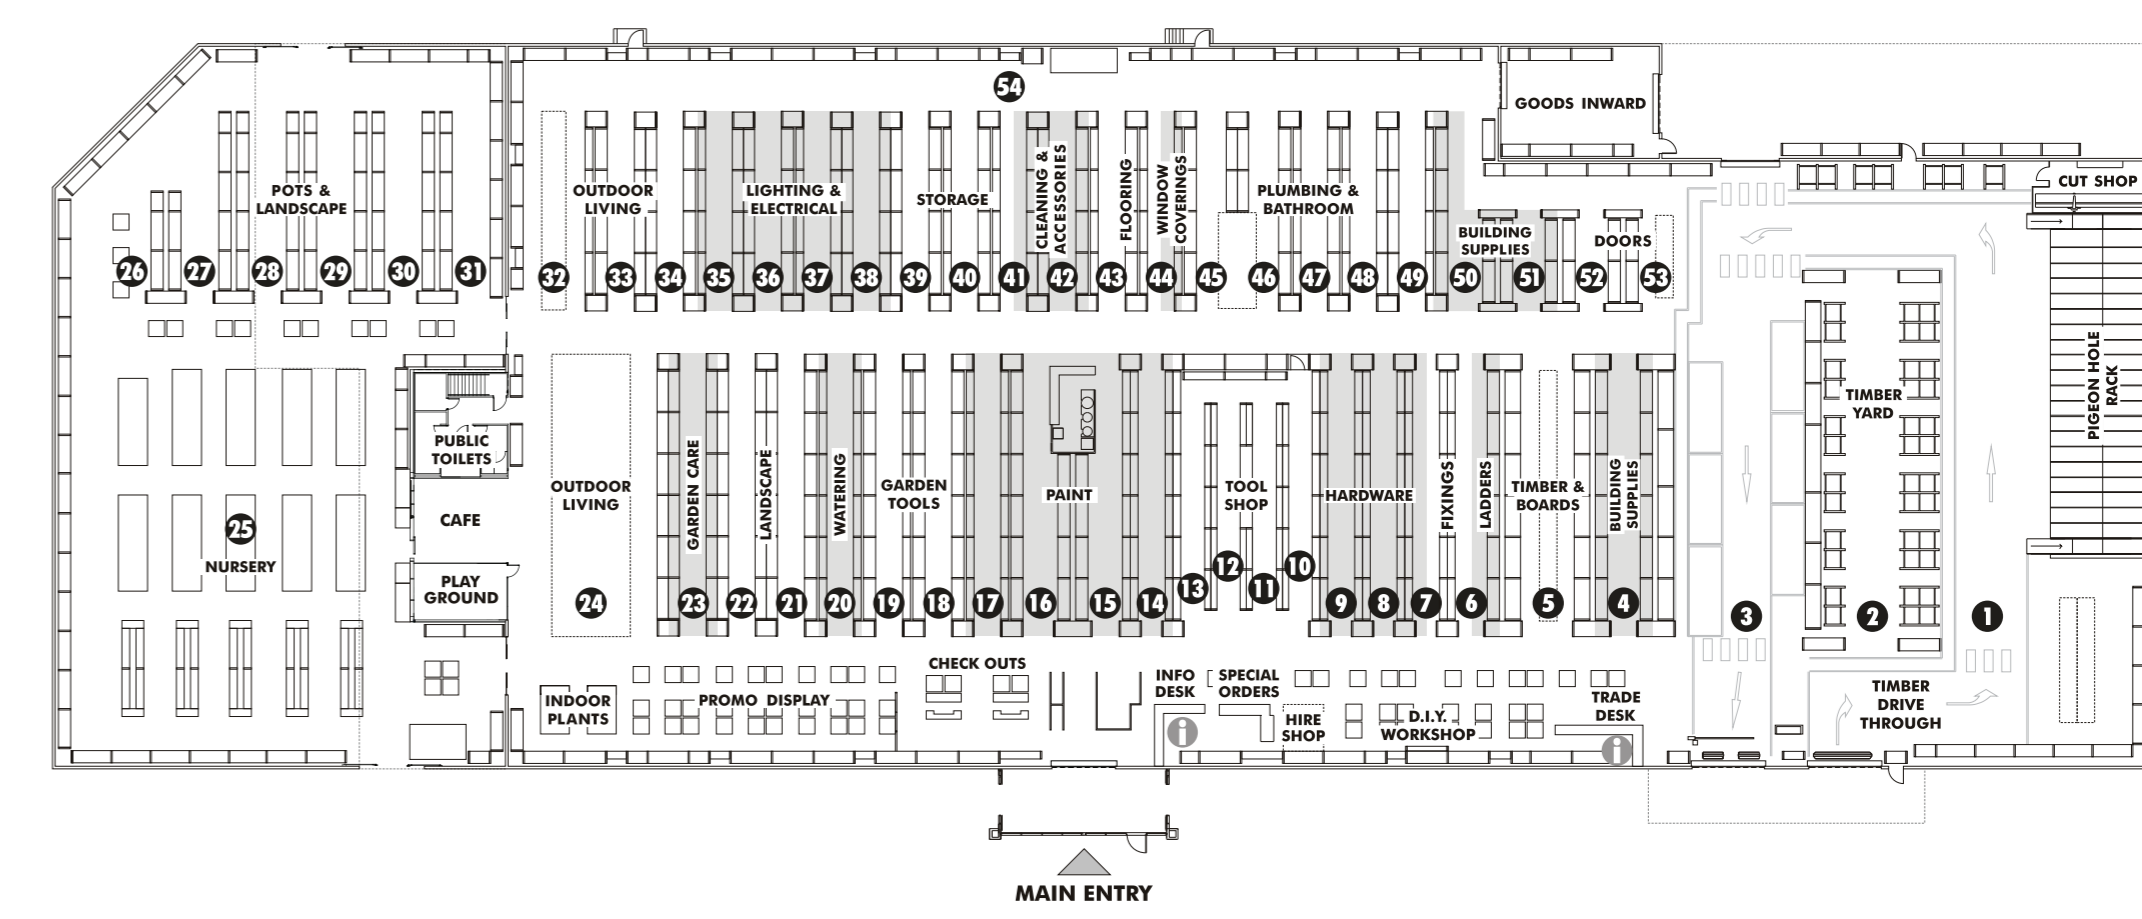 54
GOODS INWARD
CUT SHOP
POTS &
LANDSCAPE
OUTDOOR
LIVING
LIGHTING &
ELECTRICAL
STORAGE
CLEANING &
ACCESSORIES
FLOORING
WINDOW
COVERINGS
PLUMBING &
BATHROOM
BUILDING
SUPPLIES
DOORS
26 27 28 29 30 31 32 33 34 35 36 37 38 39 40 41 42 43 44 45 46 47 48 49 50 51 52 53
PIGEON HOLE
RACK
TIMBER
YARD
PUBLIC
TOILETS
CAFE
PLAY
GROUND
25
NURSERY
OUTDOOR
LIVING
GARDEN CARE
LANDSCAPE
WATERING
GARDEN
TOOLS
PAINT
TOOL
SHOP
HARDWARE
FIXINGS
LADDERS
TIMBER &
BOARDS
BUILDING
SUPPLIES
24 23 22 21 20 19 18 17 16 15 14 13 12 11 10 9 8 7 6 5 4 3 2 1
INDOOR
PLANTS
PROMO DISPLAY
CHECK OUTS
INFO
DESK
SPECIAL
ORDERS
HIRE
SHOP
D.I.Y.
WORKSHOP
TRADE
DESK
TIMBER
DRIVE
THROUGH
i
i
MAIN ENTRY